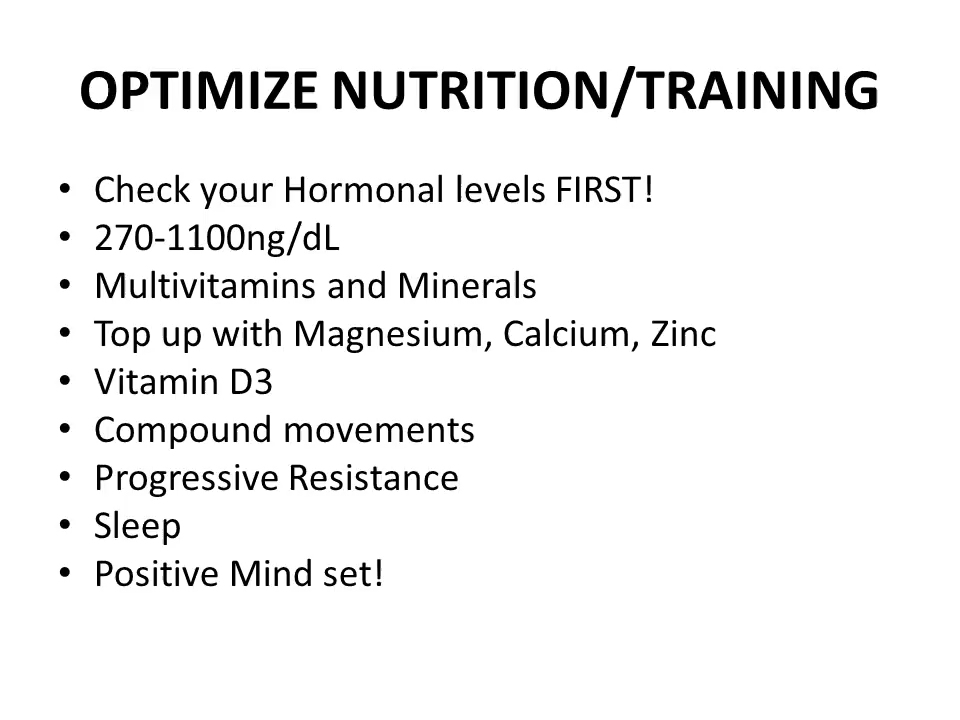 OPTIMIZE NUTRITION/TRAINING
• Check your Hormonal levels FIRST!
• 270-1100ng/dL
• Multivitamins and Minerals
• Top up with Magnesium, Calcium, Zinc
• Vitamin D3
• Compound movements
• Progressive Resistance
• Sleep
• Positive Mind set!